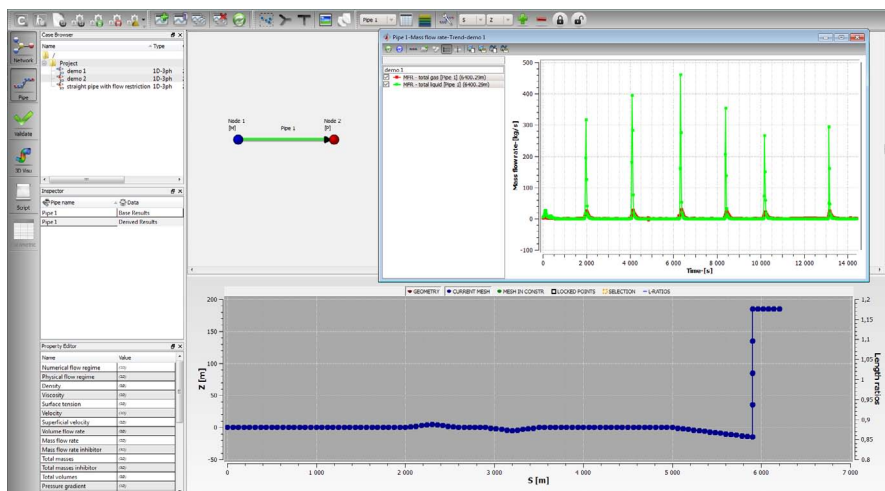 Pipe 1
S
Z
Network
Pipe
Validate
3D View
Script
Case Browser
Name
Type
/
Project
demo 1
1D-3ph
demo 2
1D-3ph
straight pipe with flow restriction
1D-3ph
Inspector
Pipe name
Data
Pipe 1
Base Results
Pipe 1
Derived Results
Property Editor
Name
Value
Numerical flow regime
Physical flow regime
Density
Viscosity
Surface tension
Velocity
Superficial velocity
Volume flow rate
Mass flow rate
Mass flow rate inhibitor
Total masses
Total masses inhibitor
Total volumes
Pressure gradient
Node 1
[M]
Pipe 1
Node 2
[P]
Pipe 1-Mass flow rate-Trend-demo 1
demo 1
MFR - total gas [Pipe 1] (6400.29m)
MFR - total liquid [Pipe 1] (6400.29m)
Mass flow rate-[kg/s]
500
400
300
200
100
0
-100
0
2 000
4 000
6 000
8 000
10 000
12 000
14 000
Time-[s]
GEOMETRY
CURRENT MESH
MESH IN CONSTR
LOCKED POINTS
SELECTION
L-RATIOS
Z [m]
200
150
100
50
0
-50
0
1 000
2 000
3 000
4 000
5 000
6 000
7 000
S [m]
1,2
1,15
1,1
1,05
1
0,95
0,9
0,85
0,8
Length ratios